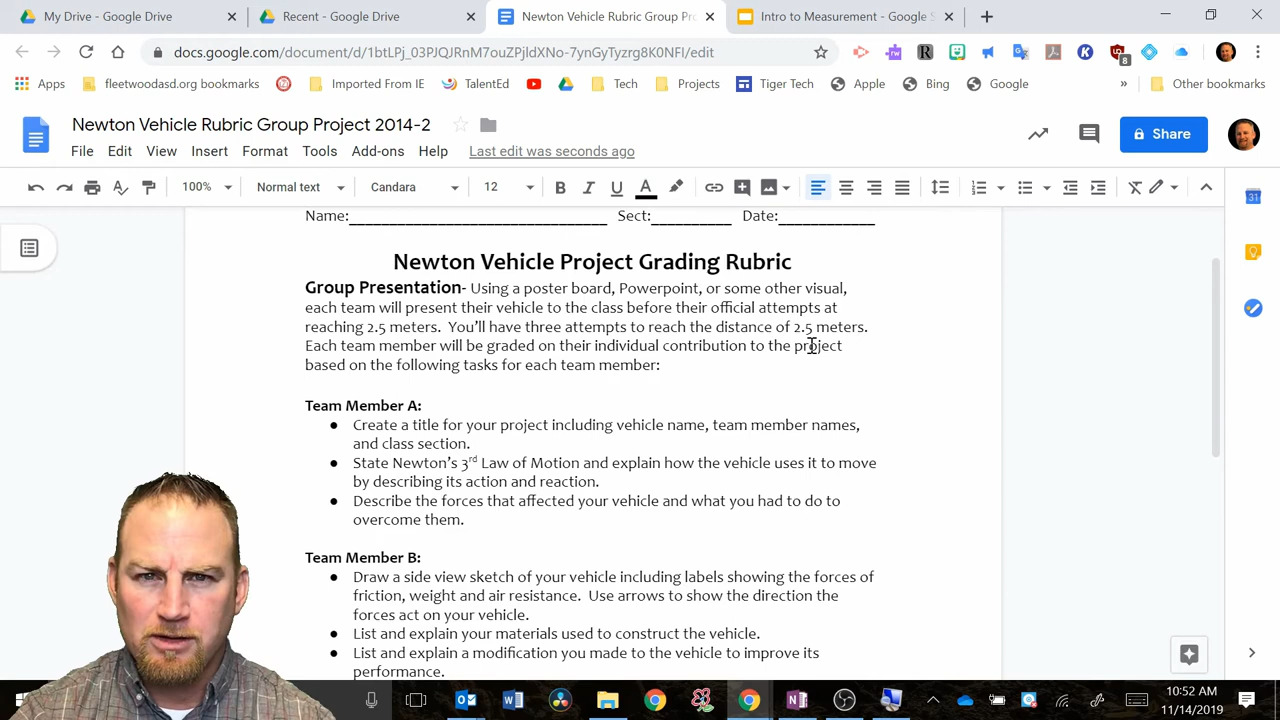 My Drive - Google Drive
Recent - Google Drive
Newton Vehicle Rubric Group Pro
Intro to Measurement - Google S
docs.google.com/document/d/1btLPj_03PJQJRnM7ouZPjldXNo-7ynGyTyzrg8K0NFI/edit
8
Apps
fleetwoodasd.org bookmarks
Imported From IE
TalentEd
Tech
Projects
Tiger Tech
Apple
Bing
Google
»
Other bookmarks
Newton Vehicle Rubric Group Project 2014-2
Share
File Edit View Insert Format Tools Add-ons Help Last edit was seconds ago
100% Normal text Candara 12 B I U A
Name: Sect: Date:
Newton Vehicle Project Grading Rubric
Group Presentation- Using a poster board, Powerpoint, or some other visual,
each team will present their vehicle to the class before their official attempts at
reaching 2.5 meters. You'll have three attempts to reach the distance of 2.5 meters.
Each team member will be graded on their individual contribution to the project
based on the following tasks for each team member:
Team Member A:
● Create a title for your project including vehicle name, team member names,
and class section.
● State Newton's 3rd Law of Motion and explain how the vehicle uses it to move
by describing its action and reaction.
● Describe the forces that affected your vehicle and what you had to do to
overcome them.
Team Member B:
● Draw a side view sketch of your vehicle including labels showing the forces of
friction, weight and air resistance. Use arrows to show the direction the
forces act on your vehicle.
● List and explain your materials used to construct the vehicle.
● List and explain a modification you made to the vehicle to improve its
performance.
31
10:52 AM
11/14/2019